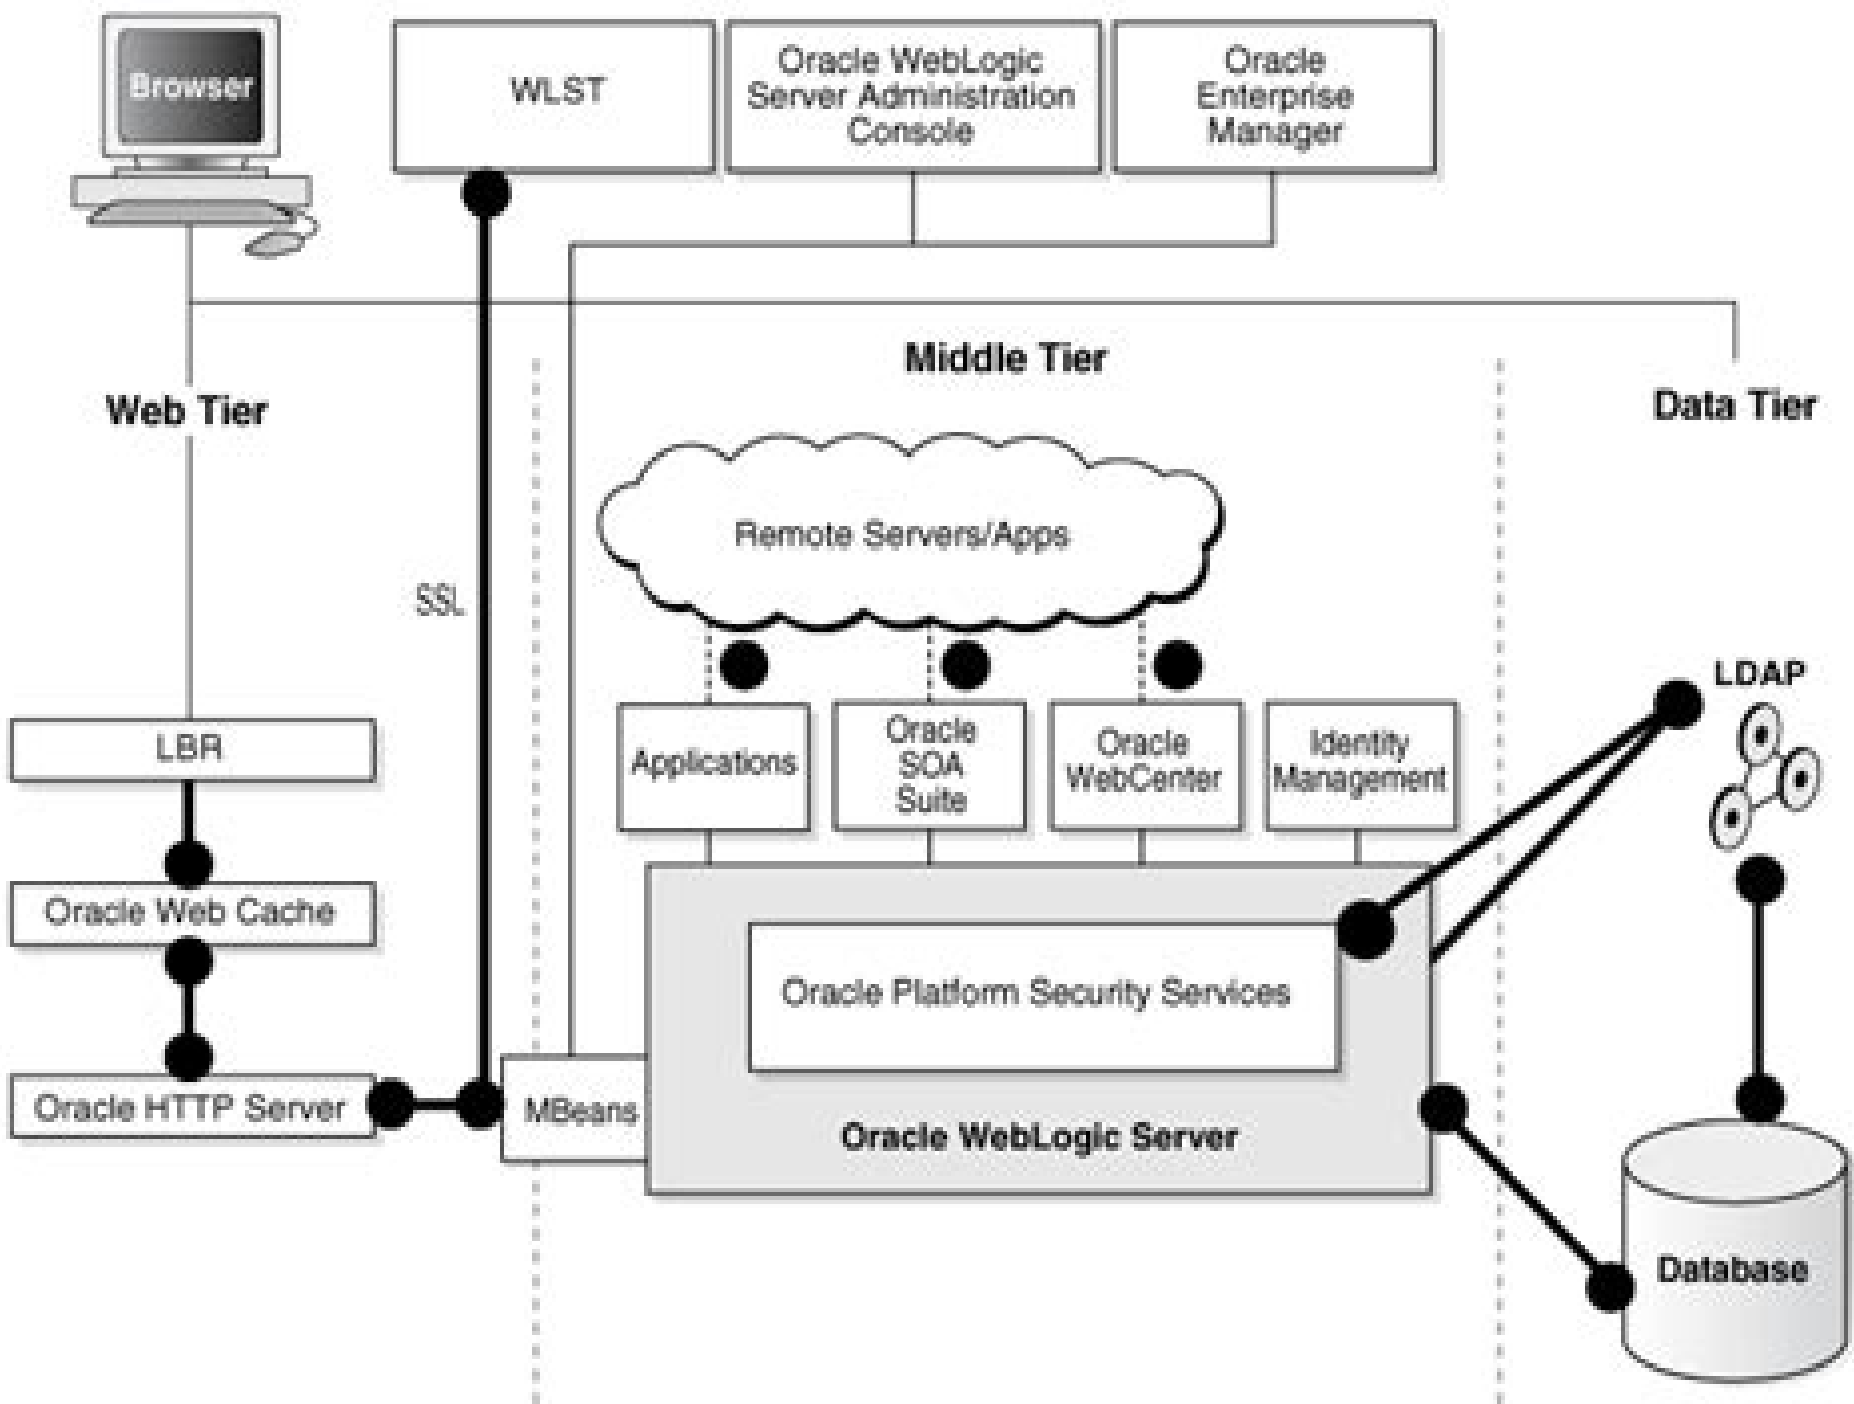 Browser
WLST
Oracle WebLogic
Server Administration
Console
Oracle
Enterprise
Manager
Middle Tier
Web Tier
Data Tier
Remote Servers/Apps
SSL
LDAP
LBR
Applications
Oracle
SOA
Suite
Oracle
WebCenter
Identity
Management
Oracle Web Cache
Oracle Platform Security Services
Oracle HTTP Server
MBeans
Oracle WebLogic Server
Database